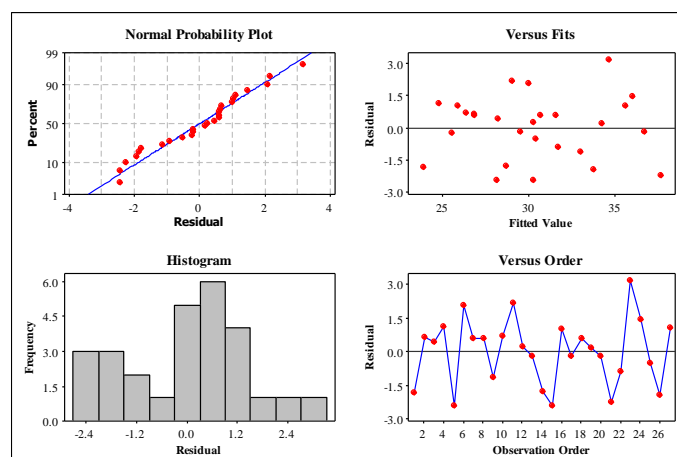 Normal Probability Plot
99
90
50
10
1
Percent
-4 -2 0 2 4
Residual
Versus Fits
3.0
1.5
0.0
-1.5
-3.0
Residual
25 30 35
Fitted Value
Histogram
6.0
4.5
3.0
1.5
0.0
Frequency
-2.4 -1.2 0.0 1.2 2.4
Residual
Versus Order
3.0
1.5
0.0
-1.5
-3.0
Residual
2 4 6 8 10 12 14 16 18 20 22 24 26
Observation Order